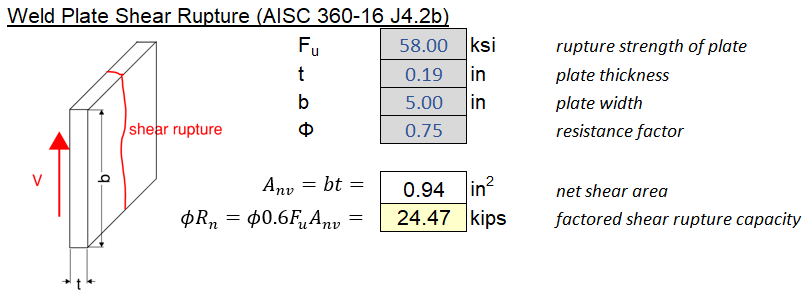 Weld Plate Shear Rupture (AISC 360-16 J4.2b)
Fu 58.00 ksi rupture strength of plate
t 0.19 in plate thickness
b 5.00 in plate width
Φ 0.75 resistance factor
shear rupture
V
b
t
Anv = bt = 0.94 in² net shear area
ϕRn = ϕ0.6FuAnv = 24.47 kips factored shear rupture capacity